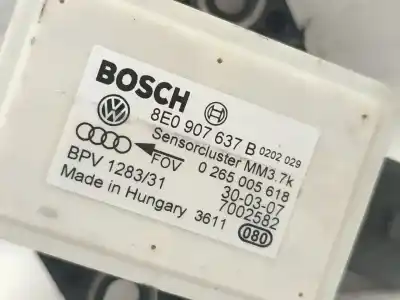 BOSCH
8E0 907 637 B 0202 029
Sensorcluster MM3.7k
FOV 0 265 005 618
BPV 1283/31 30-03-07
7002582
Made in Hungary 3611
080